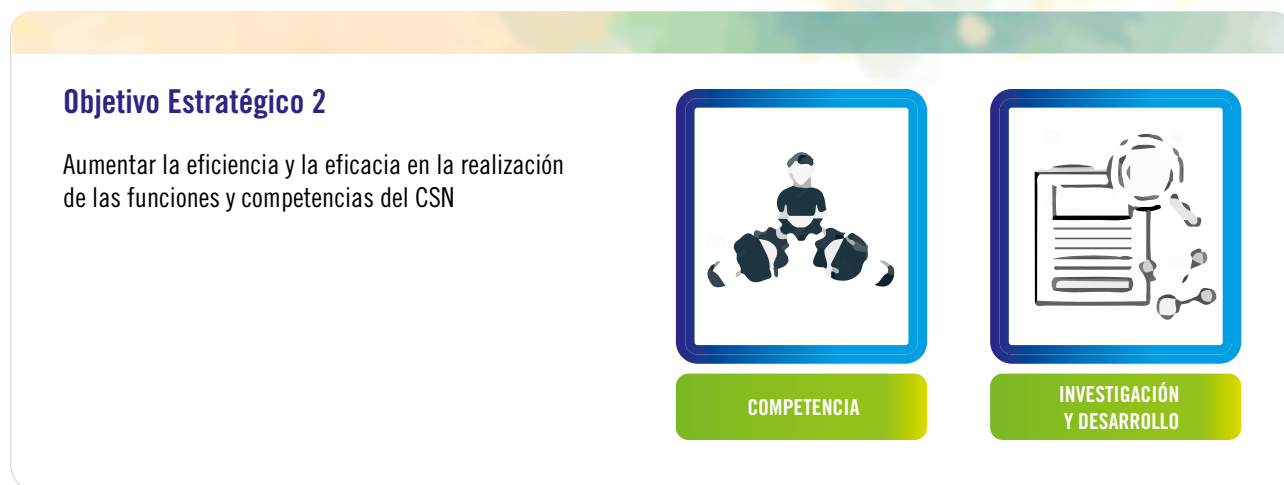 Objetivo Estratégico 2
Aumentar la eficiencia y la eficacia en la realización
de las funciones y competencias del CSN
COMPETENCIA
INVESTIGACIÓN
Y DESARROLLO